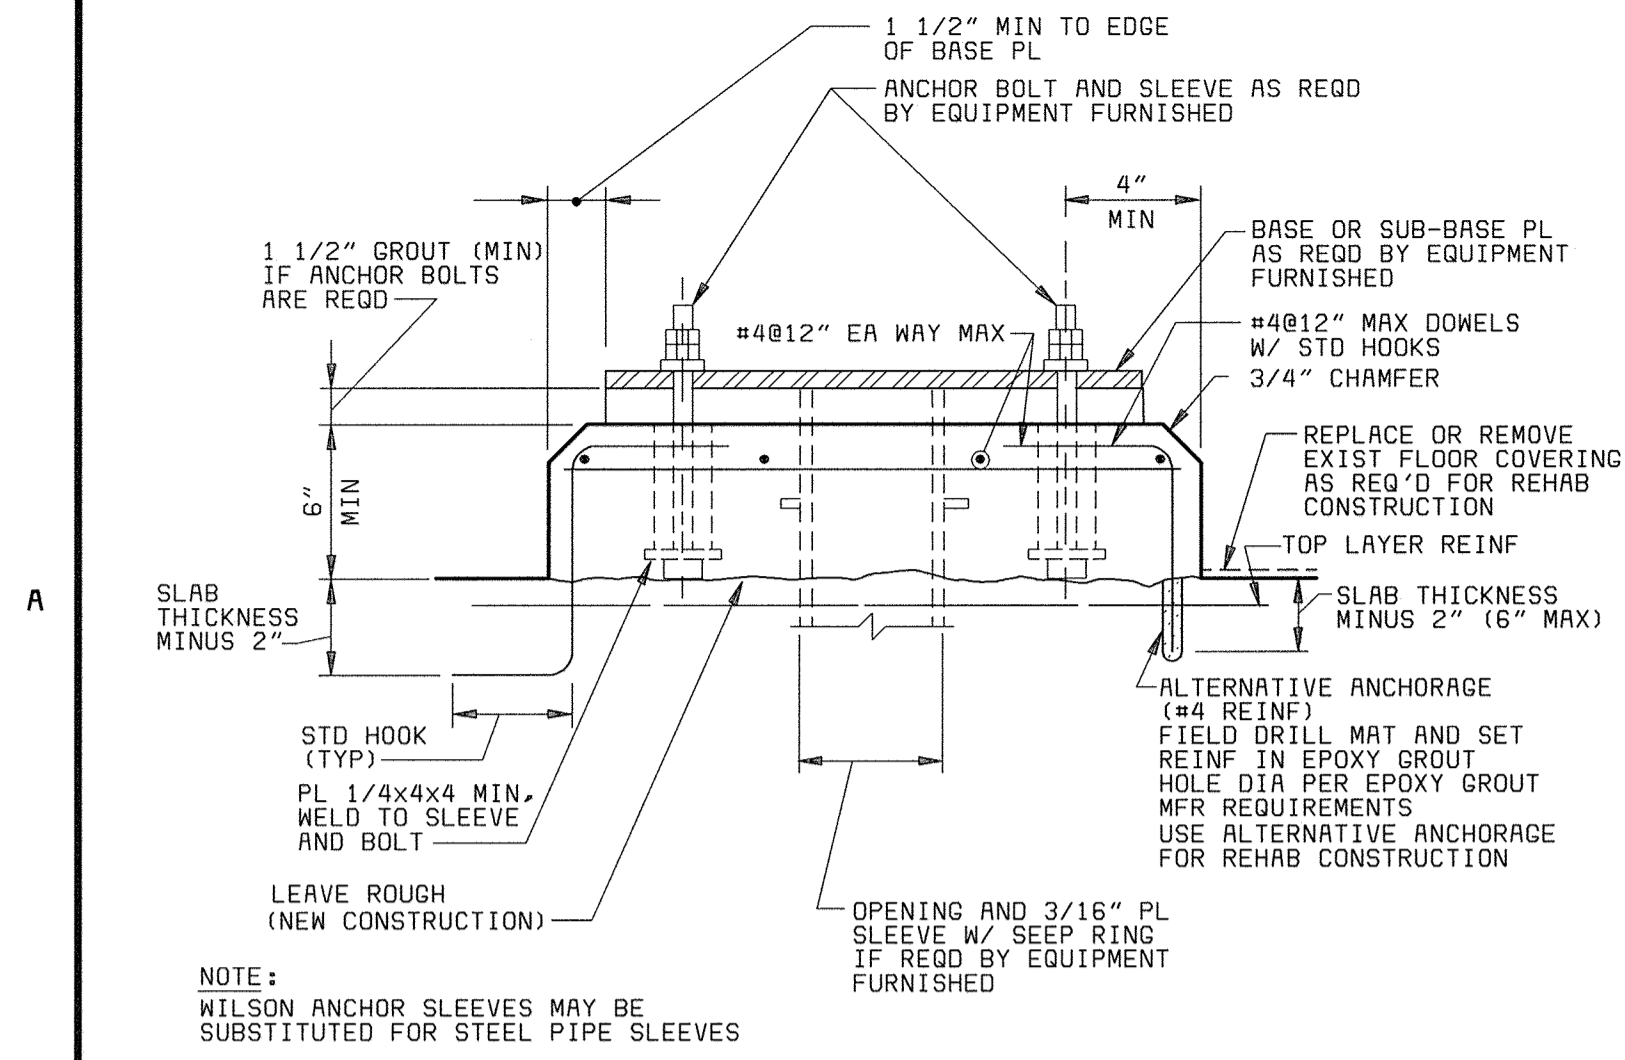 1 1/2" MIN TO EDGE
OF BASE PL
ANCHOR BOLT AND SLEEVE AS REQD
BY EQUIPMENT FURNISHED
4"
MIN
BASE OR SUB-BASE PL
AS REQD BY EQUIPMENT
FURNISHED
1 1/2" GROUT (MIN)
IF ANCHOR BOLTS
ARE REQD
#4@12" EA WAY MAX
#4@12" MAX DOWELS
W/ STD HOOKS
3/4" CHAMFER
REPLACE OR REMOVE
EXIST FLOOR COVERING
AS REQ'D FOR REHAB
CONSTRUCTION
6"
MIN
TOP LAYER REINF
A
SLAB
THICKNESS
MINUS 2"
SLAB THICKNESS
MINUS 2" (6" MAX)
ALTERNATIVE ANCHORAGE
(#4 REINF)
FIELD DRILL MAT AND SET
REINF IN EPOXY GROUT
HOLE DIA PER EPOXY GROUT
MFR REQUIREMENTS
USE ALTERNATIVE ANCHORAGE
FOR REHAB CONSTRUCTION
STD HOOK
(TYP)
PL 1/4x4x4 MIN,
WELD TO SLEEVE
AND BOLT
LEAVE ROUGH
(NEW CONSTRUCTION)
OPENING AND 3/16" PL
SLEEVE W/ SEEP RING
IF REQD BY EQUIPMENT
FURNISHED
NOTE:
WILSON ANCHOR SLEEVES MAY BE
SUBSTITUTED FOR STEEL PIPE SLEEVES